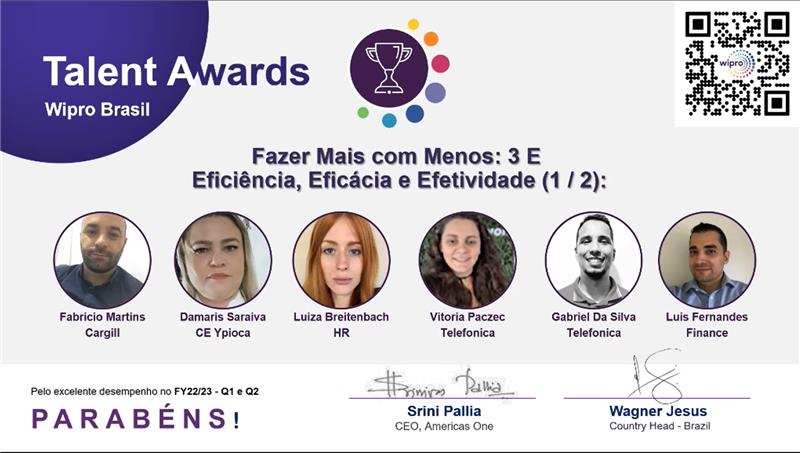 Talent Awards
Wipro Brasil
wipro
Fazer Mais com Menos: 3 E
Eficiência, Eficácia e Efetividade (1 / 2):
Fabricio Martins
Cargill
Damaris Saraiva
CE Ypioca
Luiza Breitenbach
HR
Vitoria Paczec
Telefonica
Gabriel Da Silva
Telefonica
Luis Fernandes
Finance
Pelo excelente desempenho no FY22/23 - Q1 e Q2
PARABÉNS!
Srini Pallia
CEO, Americas One
Wagner Jesus
Country Head - Brazil